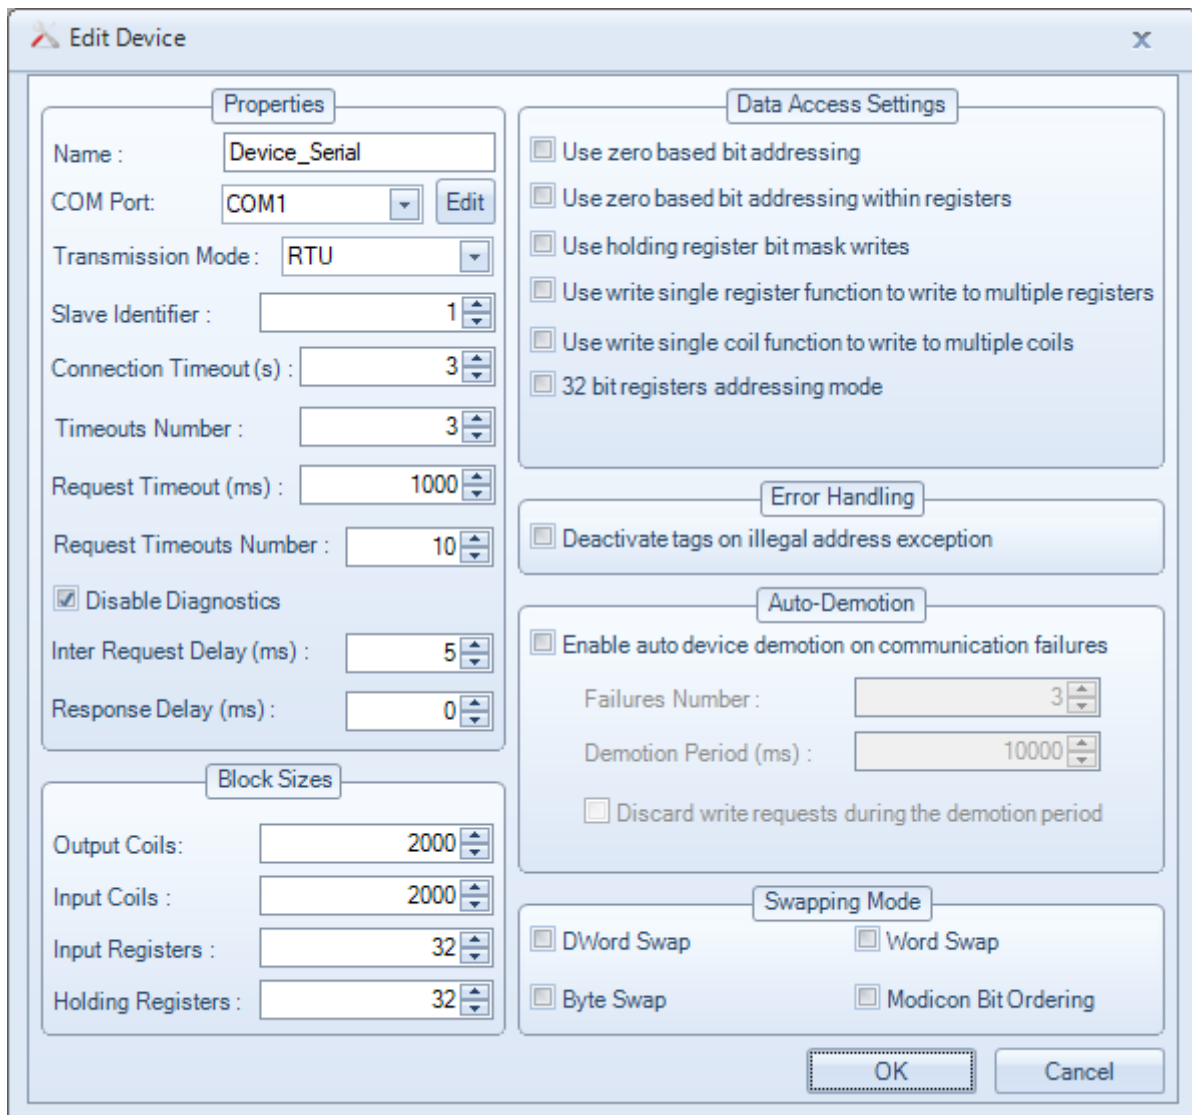 Edit Device
Properties
Name :
Device_Serial
COM Port:
COM1
Edit
Transmission Mode :
RTU
Slave Identifier :
1
Connection Timeout (s) :
3
Timeouts Number :
3
Request Timeout (ms) :
1000
Request Timeouts Number :
10
Disable Diagnostics
Inter Request Delay (ms) :
5
Response Delay (ms) :
0
Block Sizes
Output Coils:
2000
Input Coils :
2000
Input Registers :
32
Holding Registers :
32
Data Access Settings
Use zero based bit addressing
Use zero based bit addressing within registers
Use holding register bit mask writes
Use write single register function to write to multiple registers
Use write single coil function to write to multiple coils
32 bit registers addressing mode
Error Handling
Deactivate tags on illegal address exception
Auto-Demotion
Enable auto device demotion on communication failures
Failures Number :
3
Demotion Period (ms) :
10000
Discard write requests during the demotion period
Swapping Mode
DWord Swap
Word Swap
Byte Swap
Modicon Bit Ordering
OK
Cancel